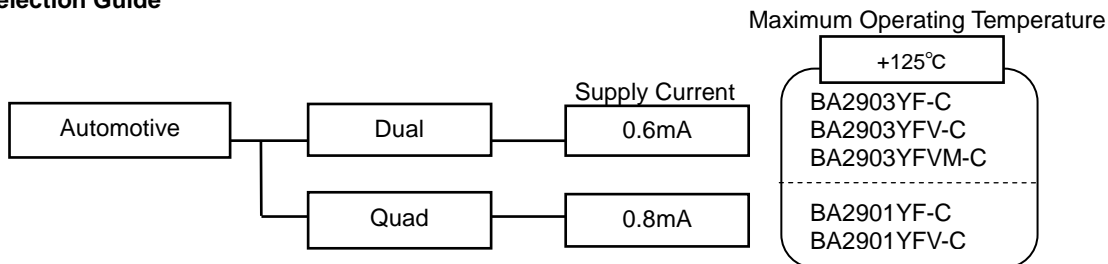 election Guide
Maximum Operating Temperature
+125°C
Supply Current
Automotive
Dual
0.6mA
BA2903YF-C
BA2903YFV-C
BA2903YFVM-C
Quad
0.8mA
BA2901YF-C
BA2901YFV-C